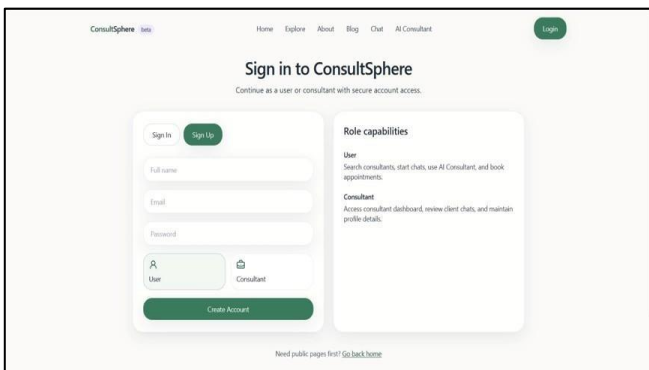 ConsultSphere beta
Home Explore About Blog Chat AI Consultant
Login
Sign in to ConsultSphere
Continue as a user or consultant with secure account access.
Sign In Sign Up
Full name
Email
Password
User
Consultant
Create Account
Role capabilities
User
Search consultants, start chats, use AI Consultant, and book
appointments.
Consultant
Access consultant dashboard, review client chats, and maintain
profile details.
Need public pages first? Go back home